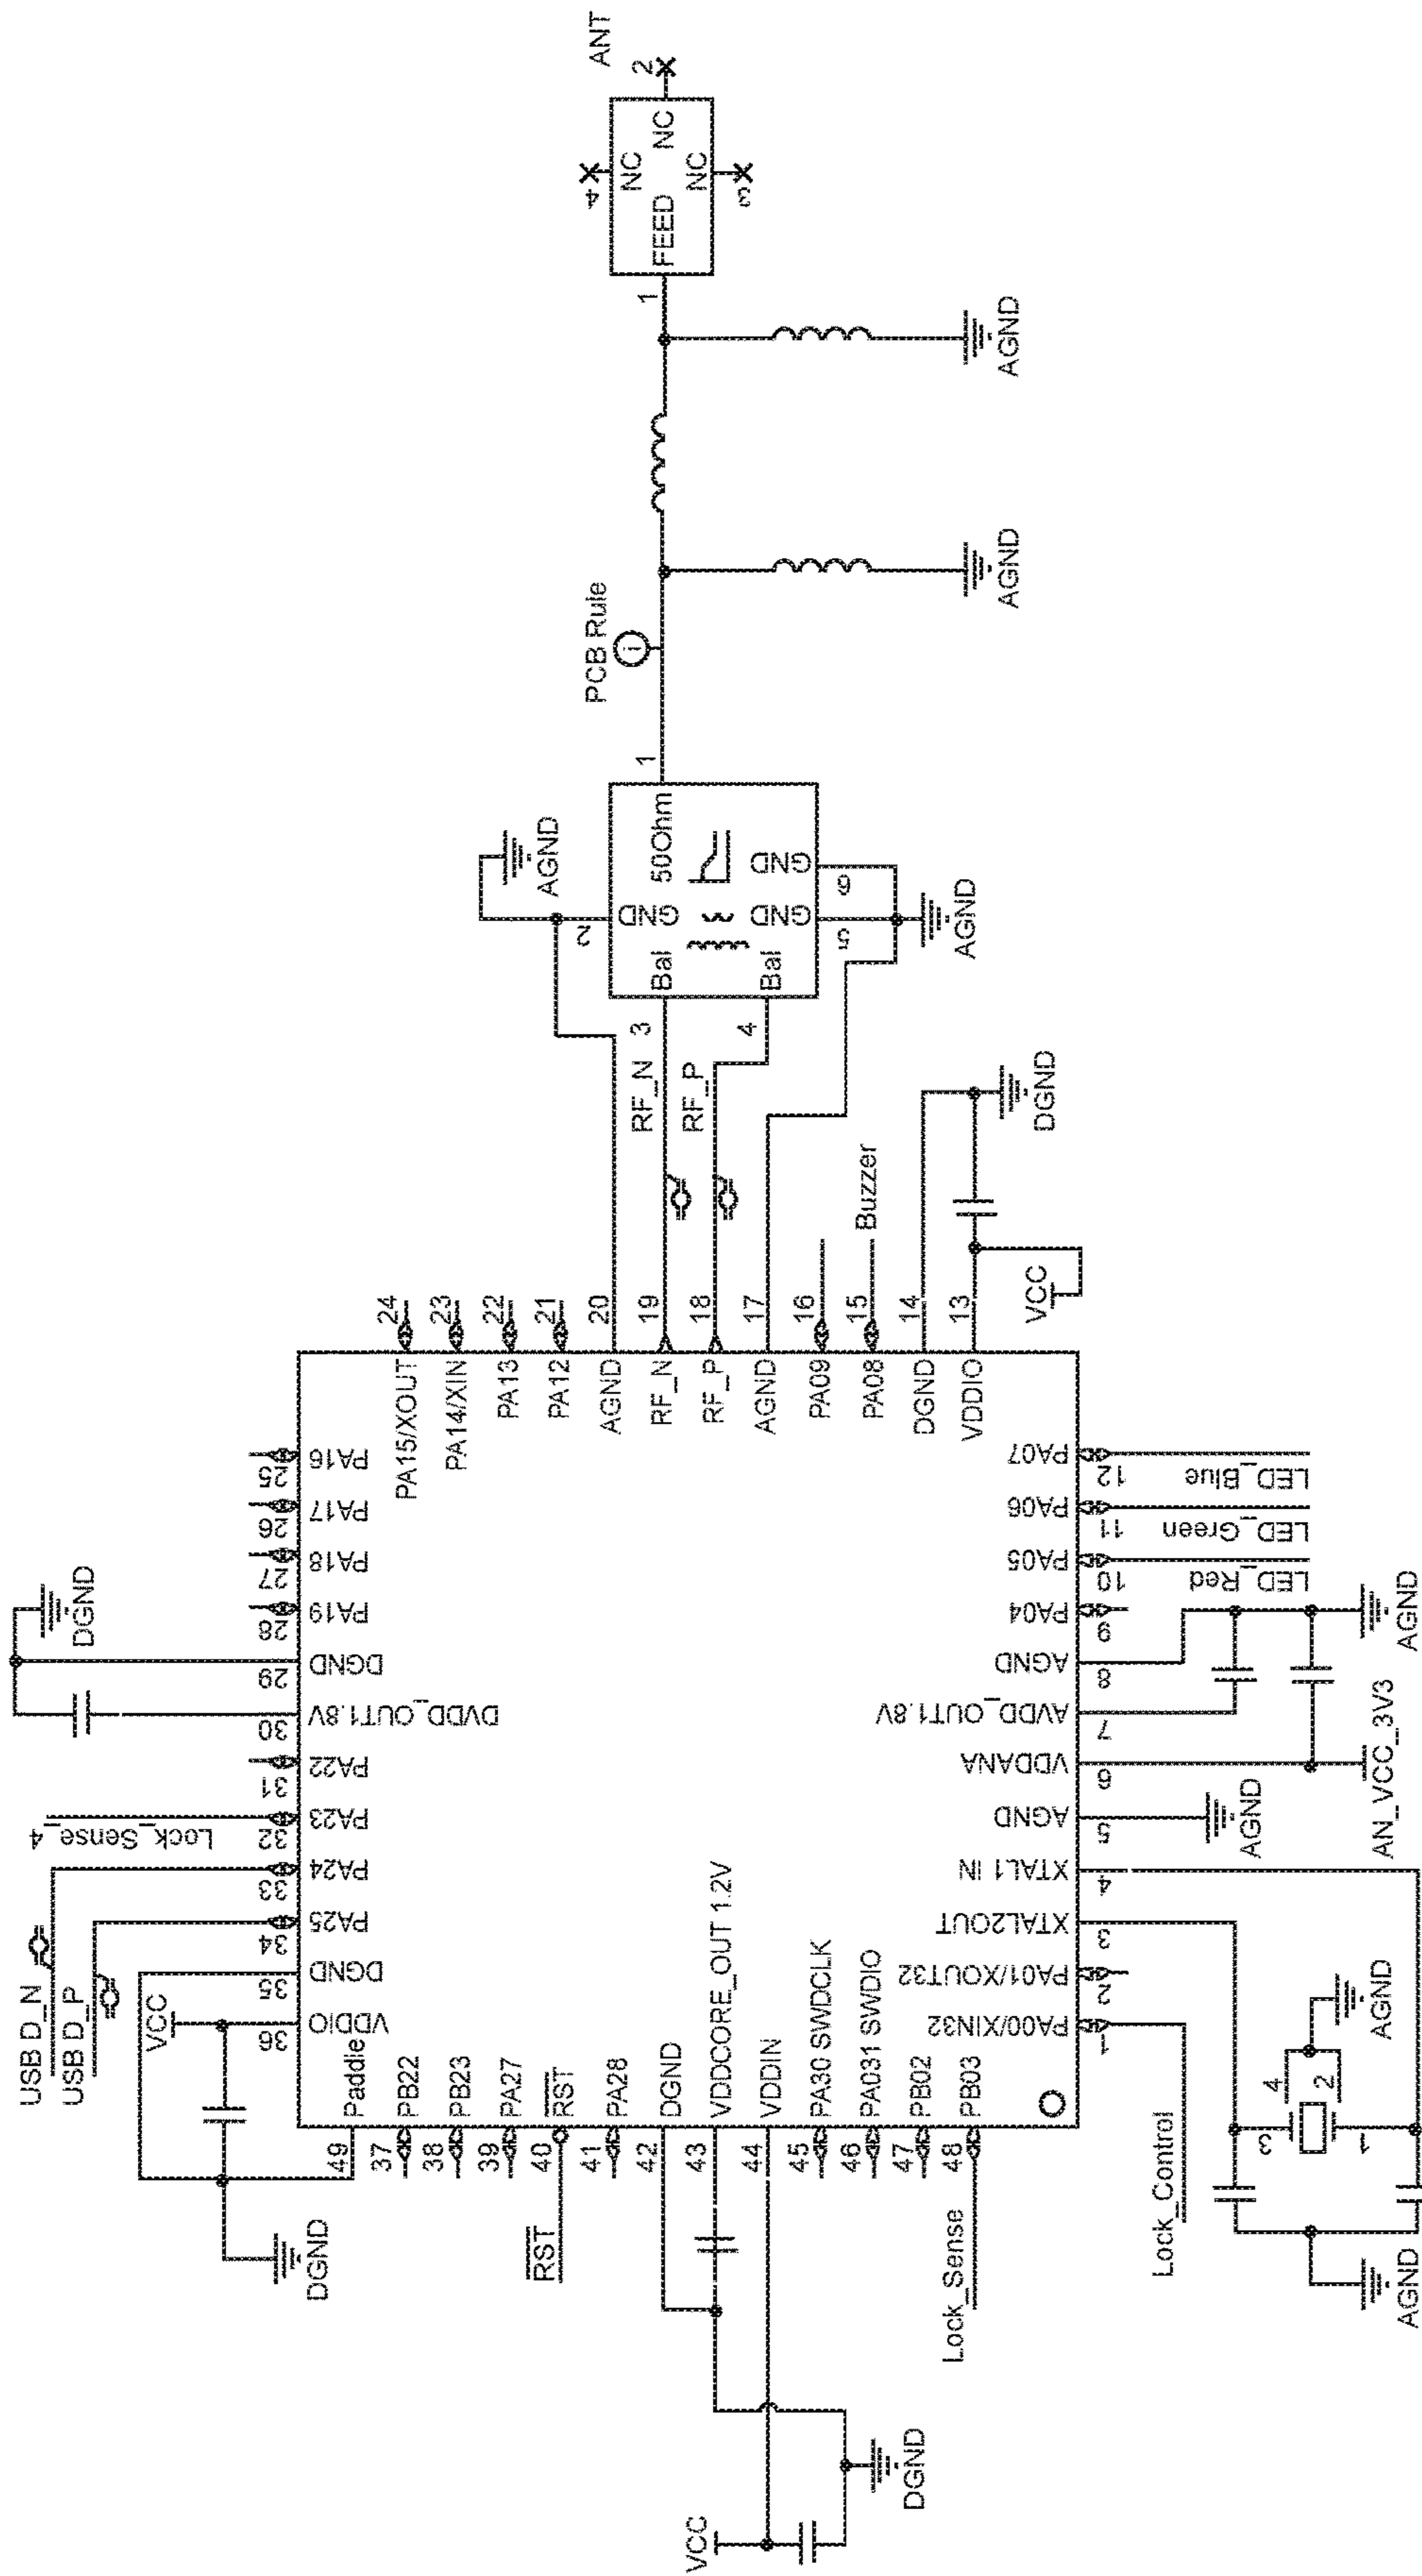 ANT
2
4
NC
NC
FEED
NC
3
1
AGND
AGND
PCB Rule
i
1
50Ohm
AGND
2
GND
GND
6
GND
5
AGND
Bal
Bal
3
4
RF_N
RF_P
DGND
Buzzer
VCC
24
23
22
21
20
19
18
17
16
15
14
13
PA15/XOUT
PA14/XIN
PA13
PA12
AGND
RF_N
RF_P
AGND
PA09
PA08
DGND
VDDIO
25 PA16
26 PA17
27 PA18
28 PA19
29 DGND
30 DVDD_OUT1.8V
31 PA22
32 PA23
33 PA24
34 PA25
35 DGND
36 VDDIO
DGND
Lock_Sense_4
USB D_N
USB D_P
VCC
PA07 12 LED_Blue
PA06 11 LED_Green
PA05 10 LED_Red
PA04 9
AGND 8
AVDD_OUT1.8V 7
VDDANA 6
AGND 5
XTAL1 IN 4
XTAL2OUT 3
PA01/XOUT32 2
PA00/XIN32 1
AGND
AN_VCC_3V3
AGND
AGND
4
2
3
1
Lock_Control
AGND
Paddle
PB22
PB23
PA27
RST
PA28
DGND
VDDCORE_OUT 1.2V
VDDIN
PA30 SWDCLK
PA031 SWDIO
PB02
PB03
49
37
38
39
40
41
42
43
44
45
46
47
48
DGND
RST
Lock_Sense
DGND
VCC